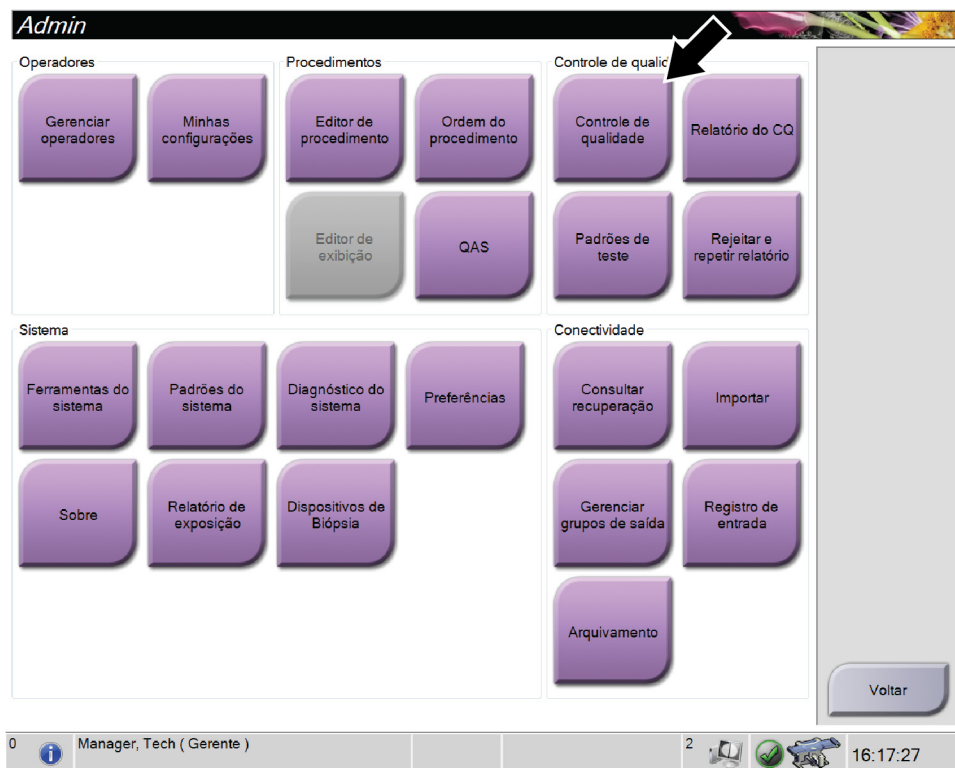 Admin
Operadores
Gerenciar
operadores
Minhas
configurações
Procedimentos
Editor de
procedimento
Ordem do
procedimento
Editor de
exibição
QAS
Controle de qualid
Controle de
qualidade
Relatório do CQ
Padrões de
teste
Rejeitar e
repetir relatório
Sistema
Ferramentas do
sistema
Padrões do
sistema
Diagnóstico do
sistema
Preferências
Sobre
Relatório de
exposição
Dispositivos de
Biópsia
Conectividade
Consultar
recuperação
Importar
Gerenciar
grupos de saída
Registro de
entrada
Arquivamento
Voltar
0
Manager, Tech ( Gerente )
2
16:17:27